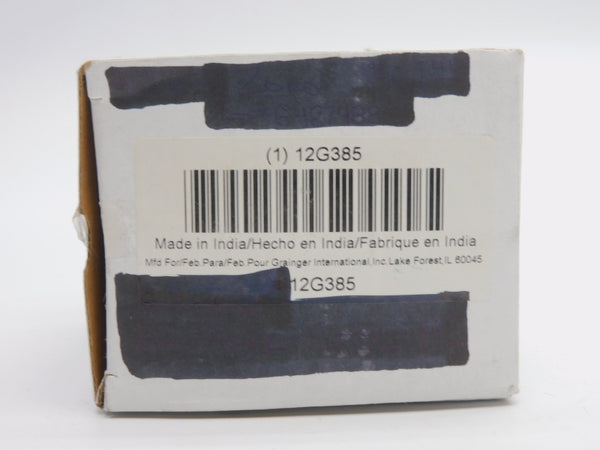 (1) 12G385
Made in India/Hecho en India/Fabrique en India
Mfd For/Feb.Para/Feb.Pour Grainger International,Inc.Lake Forest,IL 60045
12G385